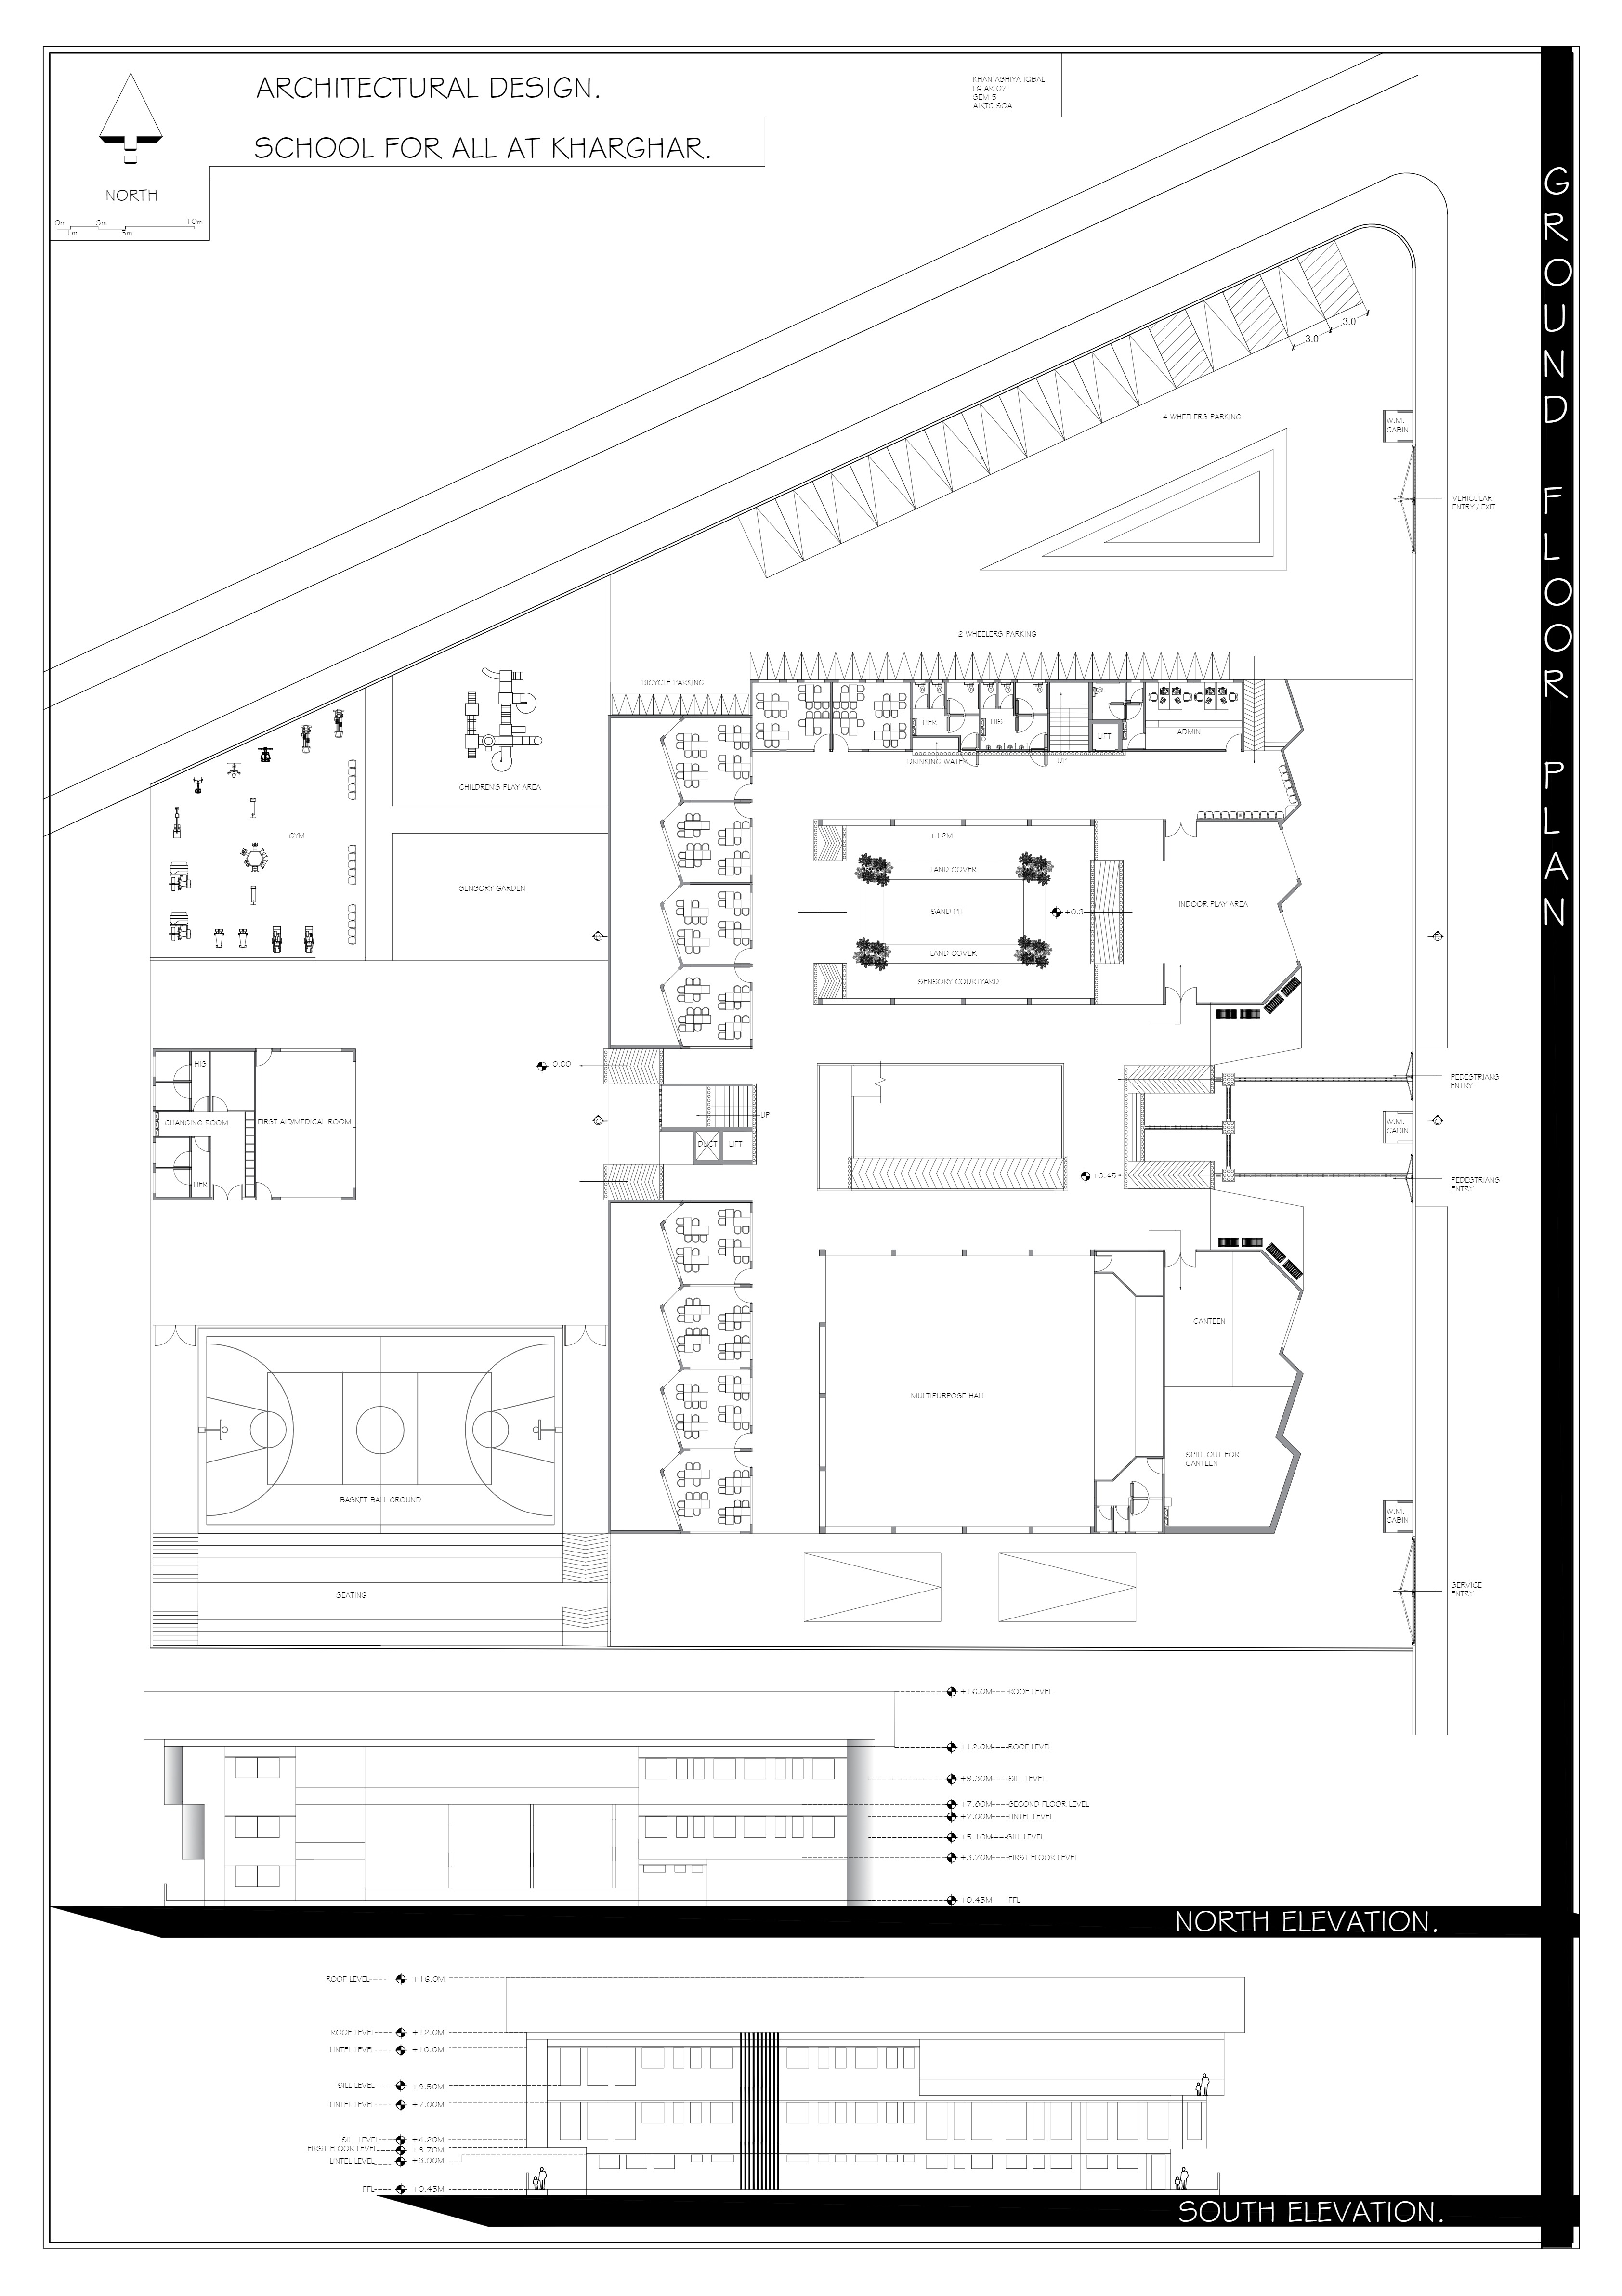 ARCHITECTURAL DESIGN.
SCHOOL FOR ALL AT KHARGHAR.
KHAN ASHIYA IQBAL
16 AR 07
SEM 5
AIKTC SOA
NORTH
0m 3m 10m
1m 5m
GROUND FLOOR PLAN
3.0
3.0
4 WHEELERS PARKING
W.M.
CABIN
VEHICULAR
ENTRY / EXIT
2 WHEELERS PARKING
BICYCLE PARKING
HER
HIS
LIFT
ADMIN
DRINKING WATER
UP
CHILDREN'S PLAY AREA
GYM
SENSORY GARDEN
+12M
LAND COVER
SAND PIT
+0.3
LAND COVER
SENSORY COURTYARD
INDOOR PLAY AREA
HIS
0.00
CHANGING ROOM
FIRST AID/MEDICAL ROOM
HER
UP
DUCT
LIFT
PEDESTRIANS
ENTRY
W.M.
CABIN
+0.45
PEDESTRIANS
ENTRY
CANTEEN
MULTIPURPOSE HALL
SPILL OUT FOR
CANTEEN
BASKET BALL GROUND
W.M.
CABIN
SEATING
SERVICE
ENTRY
+16.0M----ROOF LEVEL
+12.0M----ROOF LEVEL
+9.30M----SILL LEVEL
+7.80M----SECOND FLOOR LEVEL
+7.00M----LINTEL LEVEL
+5.10M----SILL LEVEL
+3.70M----FIRST FLOOR LEVEL
+0.45M FFL
NORTH ELEVATION.
ROOF LEVEL---- +16.0M
ROOF LEVEL---- +12.0M
LINTEL LEVEL---- +10.0M
SILL LEVEL---- +8.50M
LINTEL LEVEL---- +7.00M
SILL LEVEL---- +4.20M
FIRST FLOOR LEVEL---- +3.70M
LINTEL LEVEL---- +3.00M
FFL---- +0.45M
SOUTH ELEVATION.